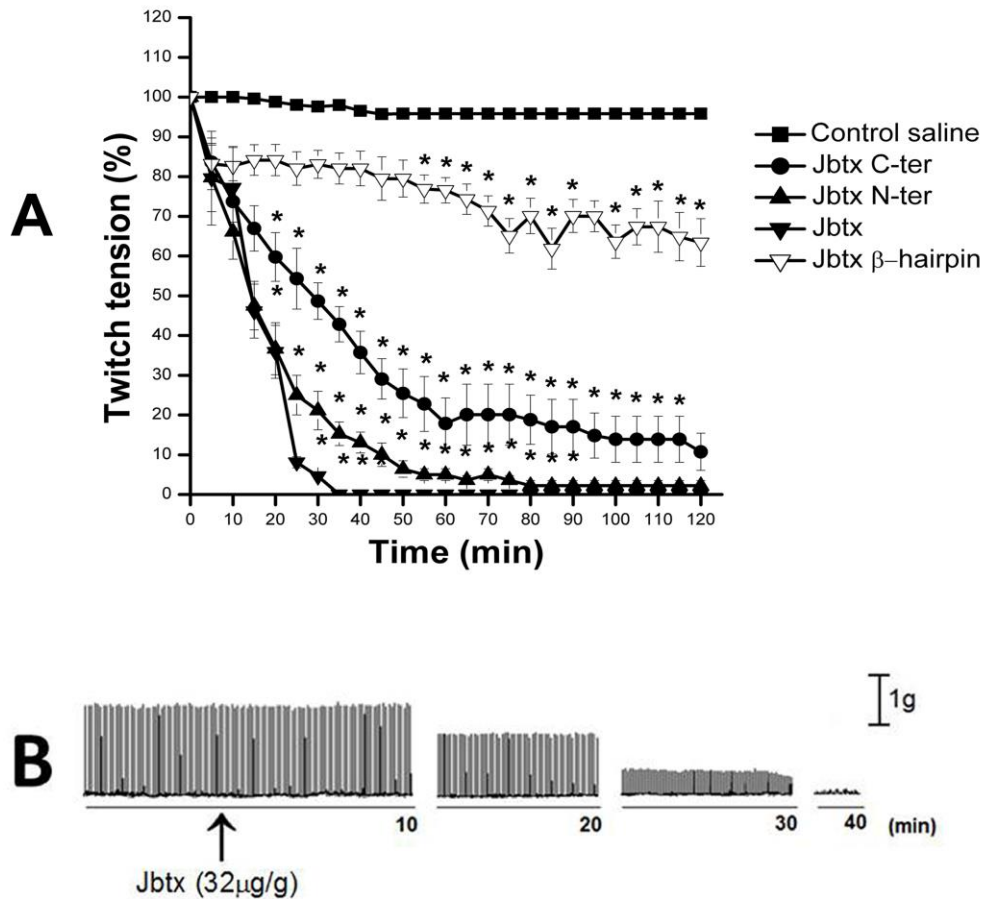 A
Twitch tension (%)
120
110
100
90
80
70
60
50
40
30
20
10
0
0 10 20 30 40 50 60 70 80 90 100 110 120
Time (min)
Control saline
Jbtx C-ter
Jbtx N-ter
Jbtx
Jbtx β-hairpin
B
1g
10 20 30 40 (min)
Jbtx (32µg/g)